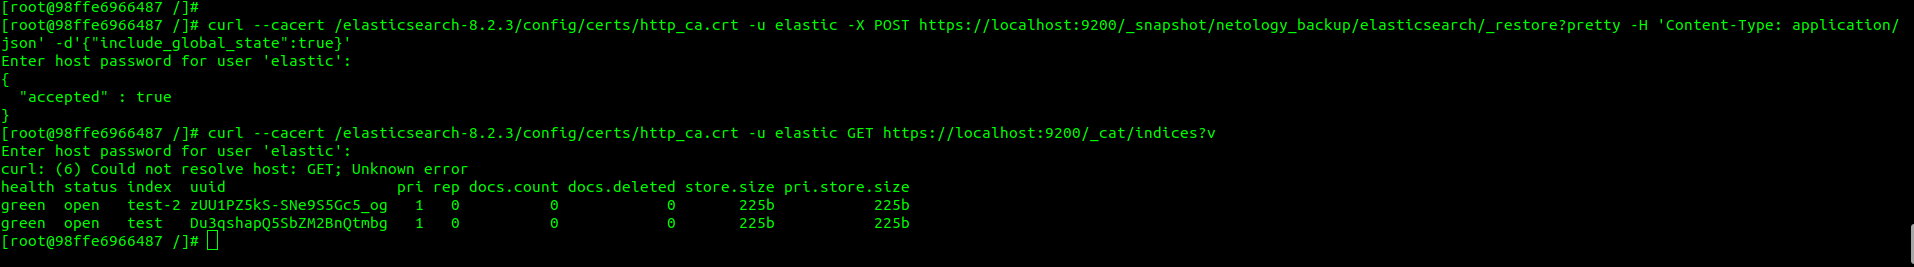 [root@98ffe6966487 /]#
[root@98ffe6966487 /]# curl --cacert /elasticsearch-8.2.3/config/certs/http_ca.crt -u elastic -X POST https://localhost:9200/_snapshot/netology_backup/elasticsearch/_restore?pretty -H 'Content-Type: application/
json' -d'{"include_global_state":true}'
Enter host password for user 'elastic':
{
  "accepted" : true
}
[root@98ffe6966487 /]# curl --cacert /elasticsearch-8.2.3/config/certs/http_ca.crt -u elastic GET https://localhost:9200/_cat/indices?v
Enter host password for user 'elastic':
curl: (6) Could not resolve host: GET; Unknown error
health status index  uuid                   pri rep docs.count docs.deleted store.size pri.store.size
green  open   test-2 zUU1PZ5kS-SNe9S5Gc5_og   1   0          0            0       225b           225b
green  open   test   Du3qshapQ5SbZM2BnQtmbg   1   0          0            0       225b           225b
[root@98ffe6966487 /]#